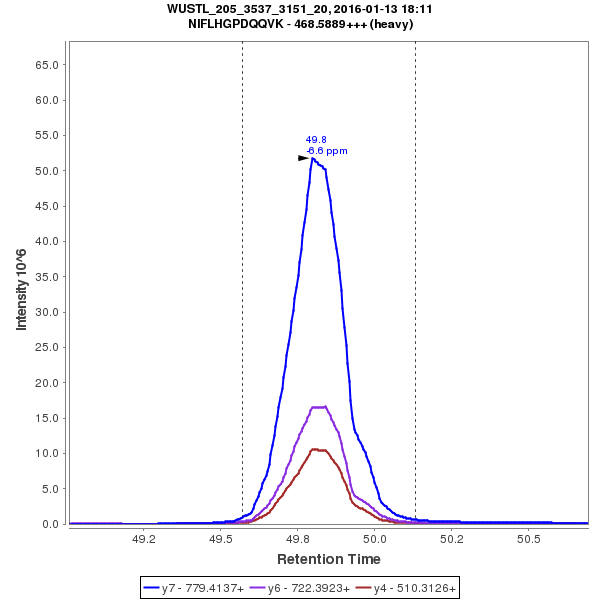 WUSTL_205_3537_3151_20, 2016-01-13 18:11
NIFLHGPDQQVK - 468.5889+++ (heavy)
65.0
60.0
55.0
50.0
45.0
40.0
35.0
30.0
25.0
20.0
15.0
10.0
5.0
0.0
Intensity 10^6
49.8
-6.6 ppm
49.2
49.5
49.8
50.0
50.2
50.5
Retention Time
y7 - 779.4137+
y6 - 722.3923+
y4 - 510.3126+